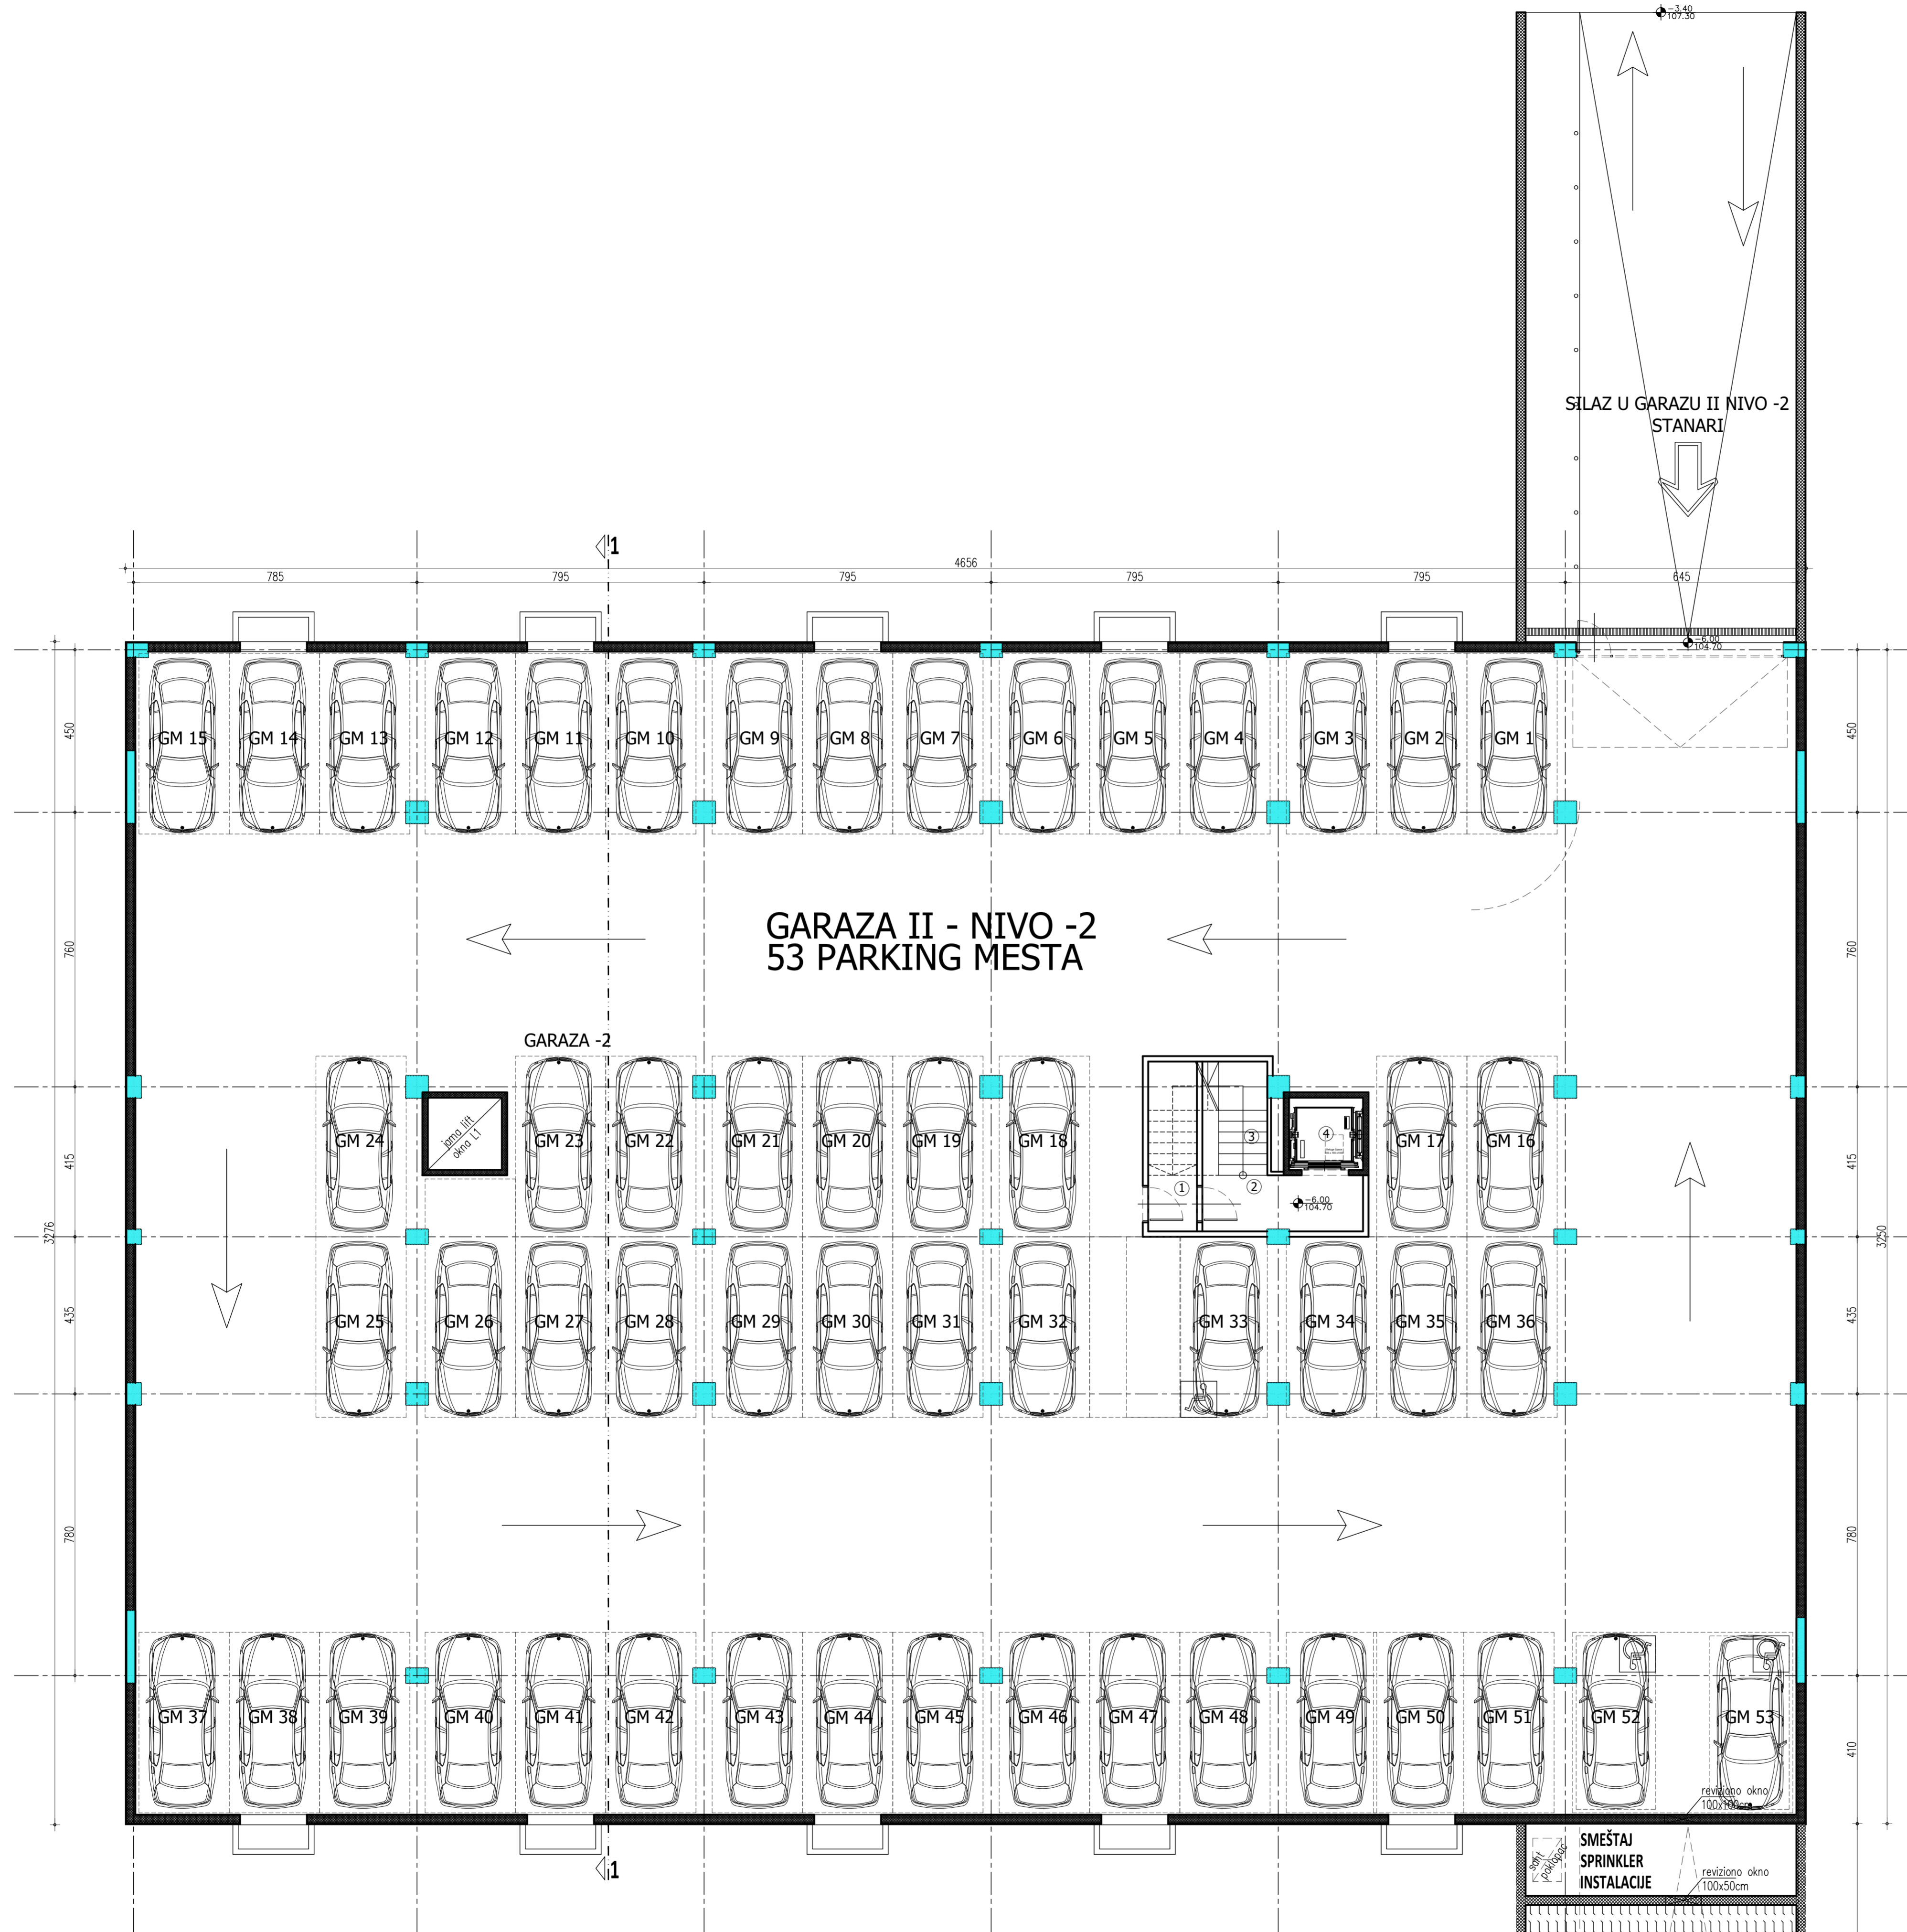 -3.40
107.30
SILAZ U GARAZU II NIVO -2
STANARI
1
4656
785
795
795
795
795
645
-6.00
104.70
450
450
GM 15
GM 14
GM 13
GM 12
GM 11
GM 10
GM 9
GM 8
GM 7
GM 6
GM 5
GM 4
GM 3
GM 2
GM 1
GARAZA II - NIVO -2
53 PARKING MESTA
760
760
GARAZA -2
GM 24
jama lift
okna L1
GM 23
GM 22
GM 21
GM 20
GM 19
GM 18
3
4
GM 17
GM 16
415
415
1
2
-6.00
104.70
3276
3250
435
435
GM 25
GM 26
GM 27
GM 28
GM 29
GM 30
GM 31
GM 32
GM 33
GM 34
GM 35
GM 36
780
780
GM 37
GM 38
GM 39
GM 40
GM 41
GM 42
GM 43
GM 44
GM 45
GM 46
GM 47
GM 48
GM 49
GM 50
GM 51
GM 52
GM 53
410
reviziono okno
100x100cm
1
šaht
poklopac
SMEŠTAJ
SPRINKLER
INSTALACIJE
reviziono okno
100x50cm